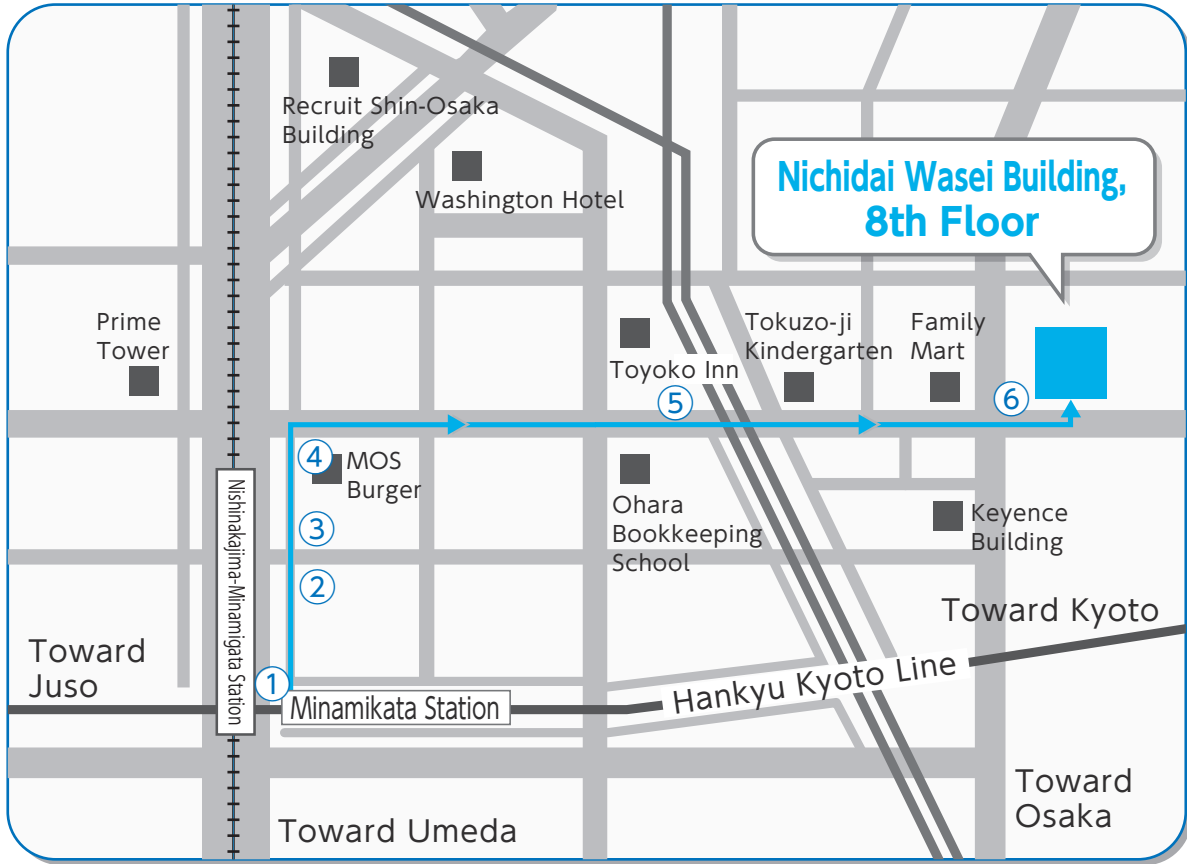 Recruit Shin-Osaka
Building
Washington Hotel
Nichidai Wasei Building,
8th Floor
Prime
Tower
Toyoko Inn
Tokuzo-ji
Kindergarten
Family
Mart
⑤
⑥
④
MOS
Burger
③
②
①
Nishinakajima-Minamigata Station
Ohara
Bookkeeping
School
Keyence
Building
Toward
Juso
Minamikata Station
Hankyu Kyoto Line
Toward Kyoto
Toward Umeda
Toward
Osaka